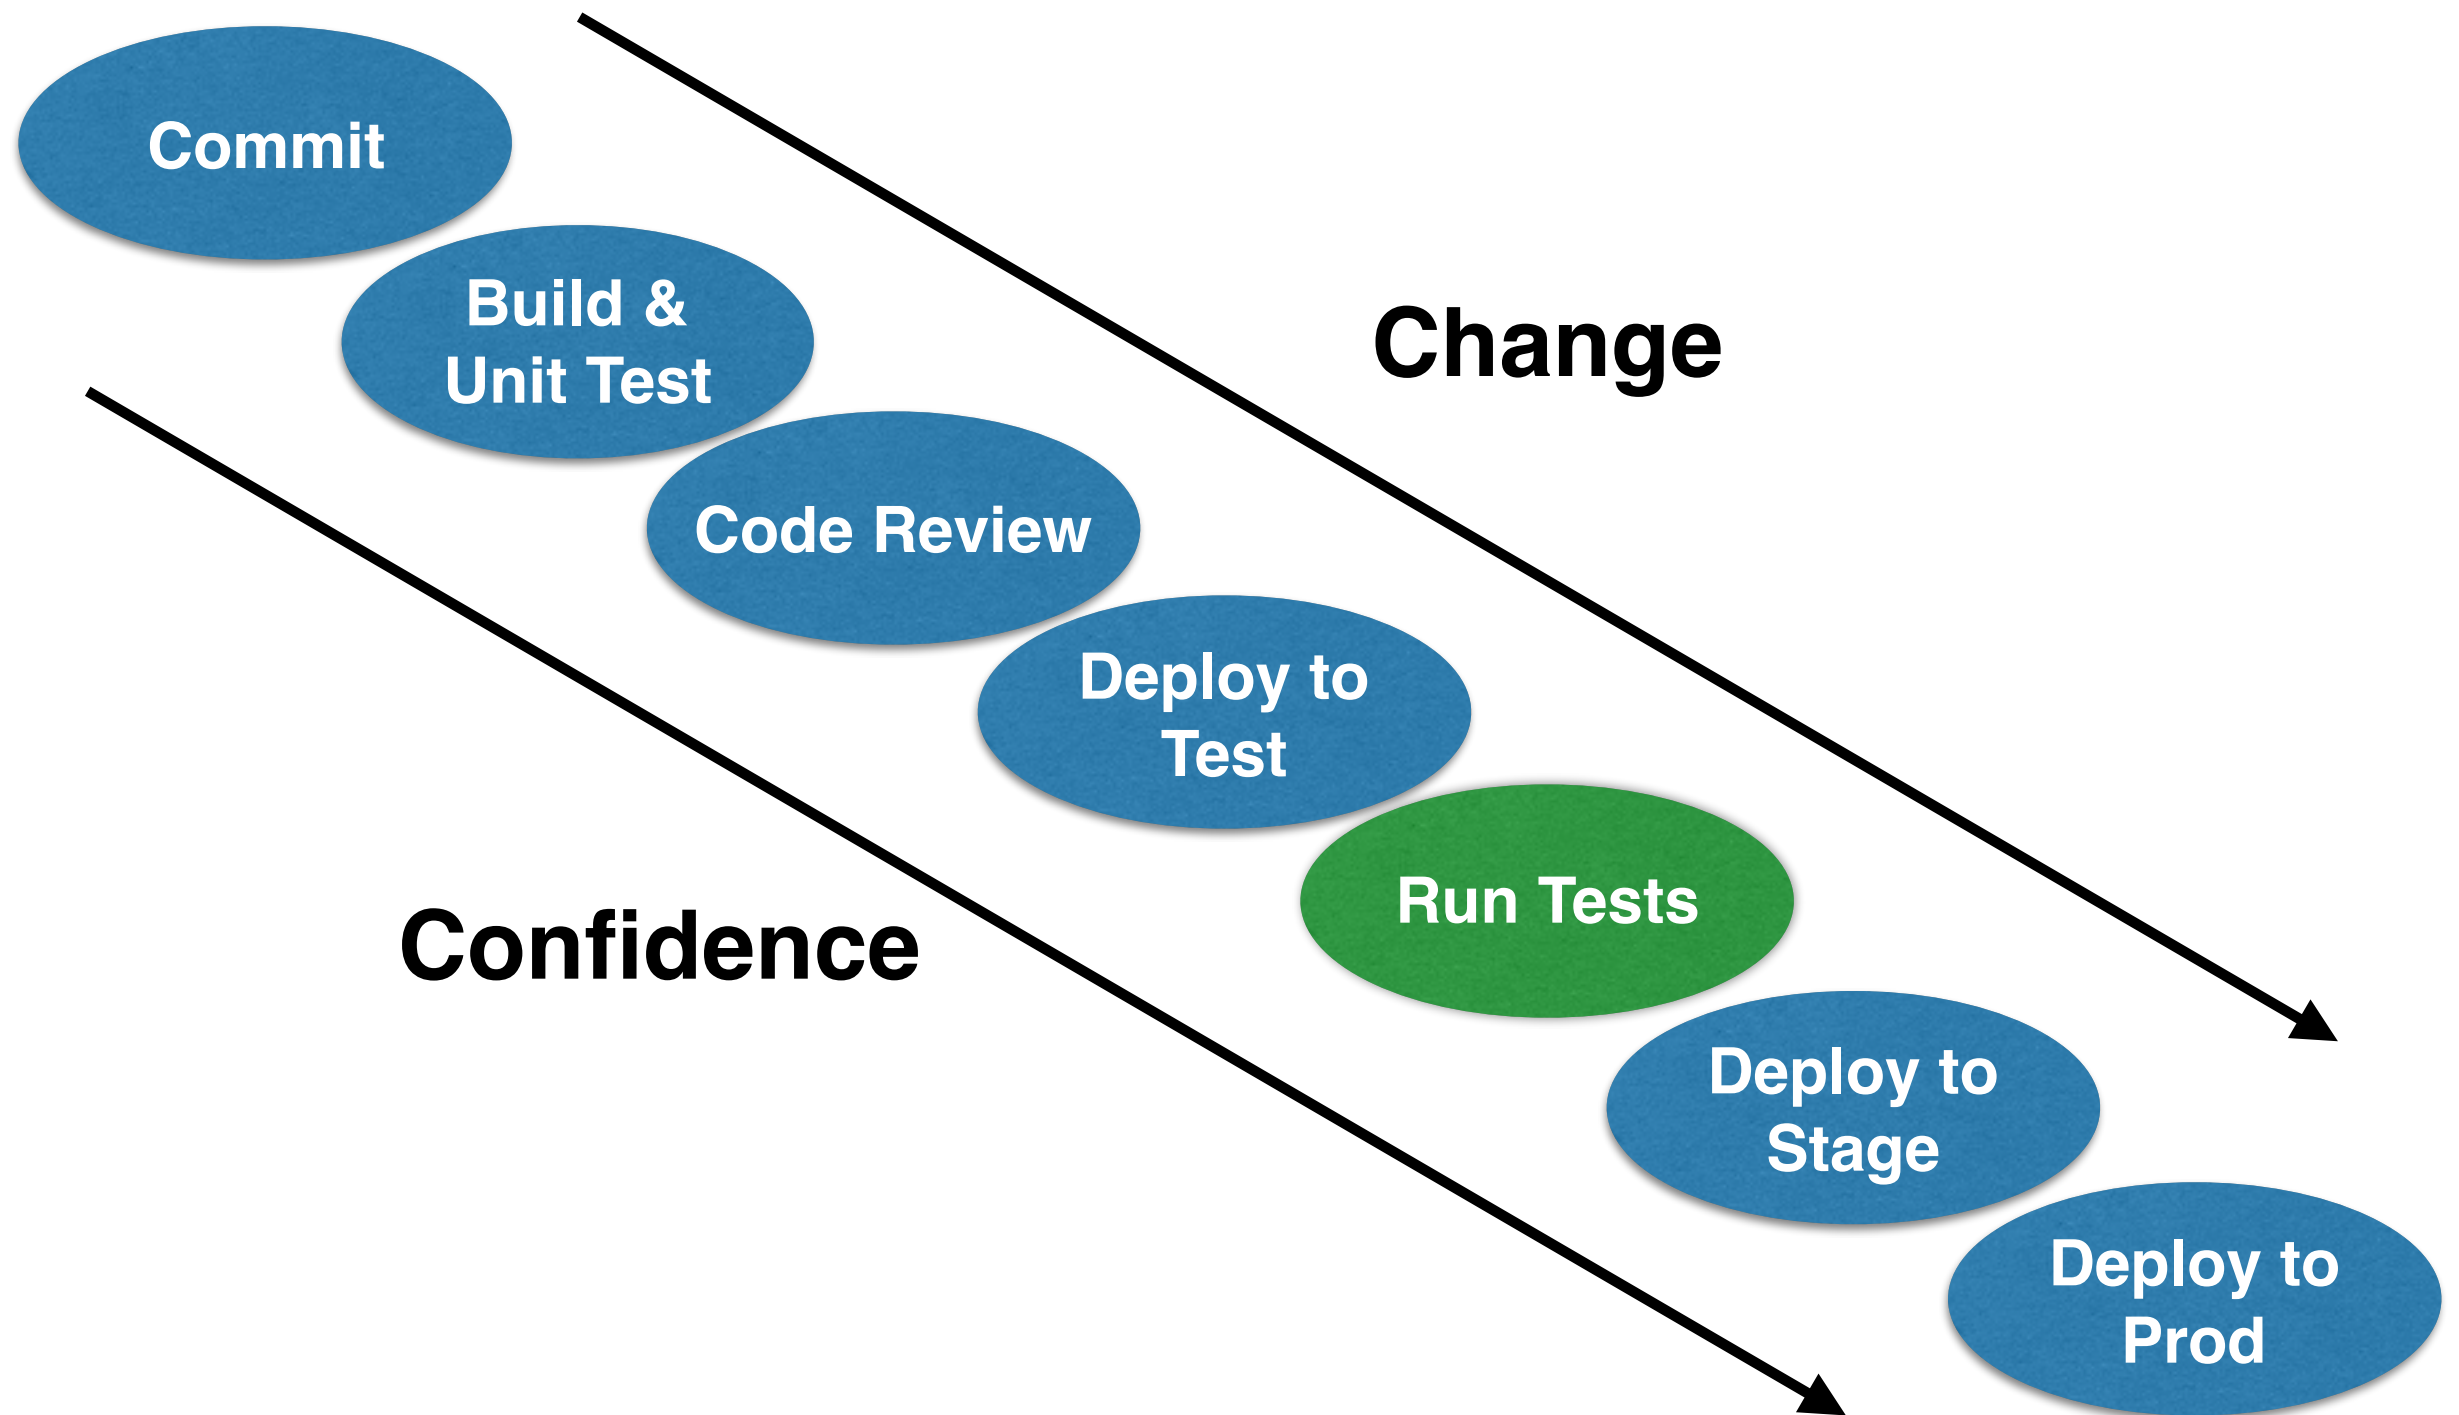 Commit
Build &
Unit Test
Change
Code Review
Deploy to
Test
Run Tests
Confidence
Deploy to
Stage
Deploy to
Prod